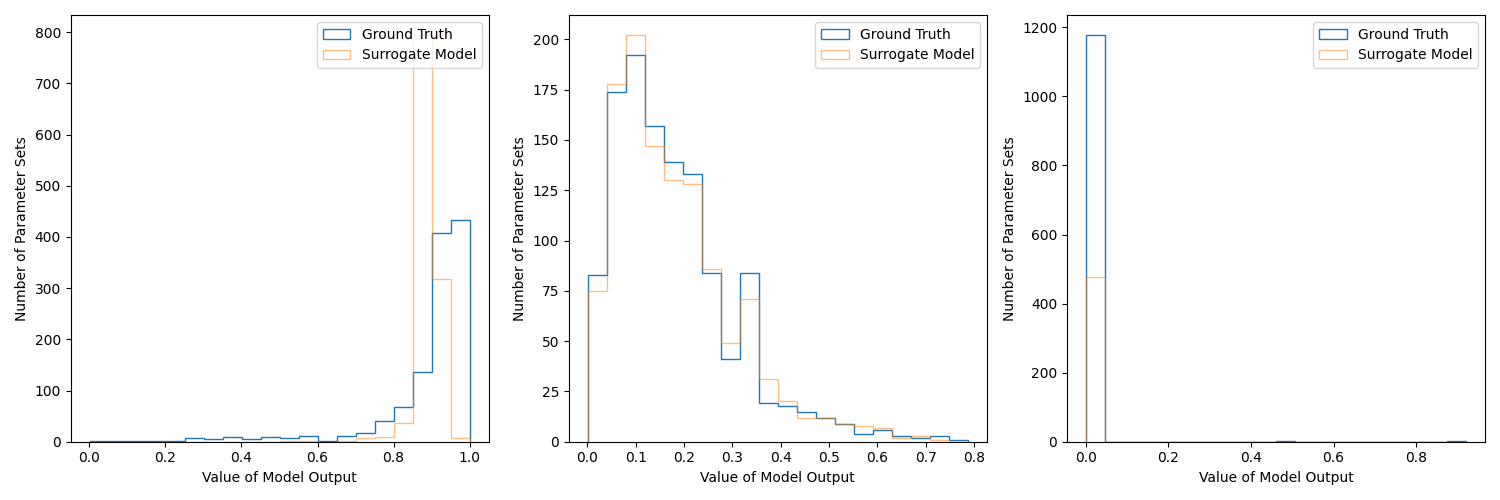 Number of Parameter Sets
800
700
600
500
400
300
200
100
0
0.0 0.2 0.4 0.6 0.8 1.0
Value of Model Output
Ground Truth
Surrogate Model
Number of Parameter Sets
200
175
150
125
100
75
50
25
0
0.0 0.1 0.2 0.3 0.4 0.5 0.6 0.7 0.8
Value of Model Output
Ground Truth
Surrogate Model
Number of Parameter Sets
1200
1000
800
600
400
200
0
0.0 0.2 0.4 0.6 0.8
Value of Model Output
Ground Truth
Surrogate Model